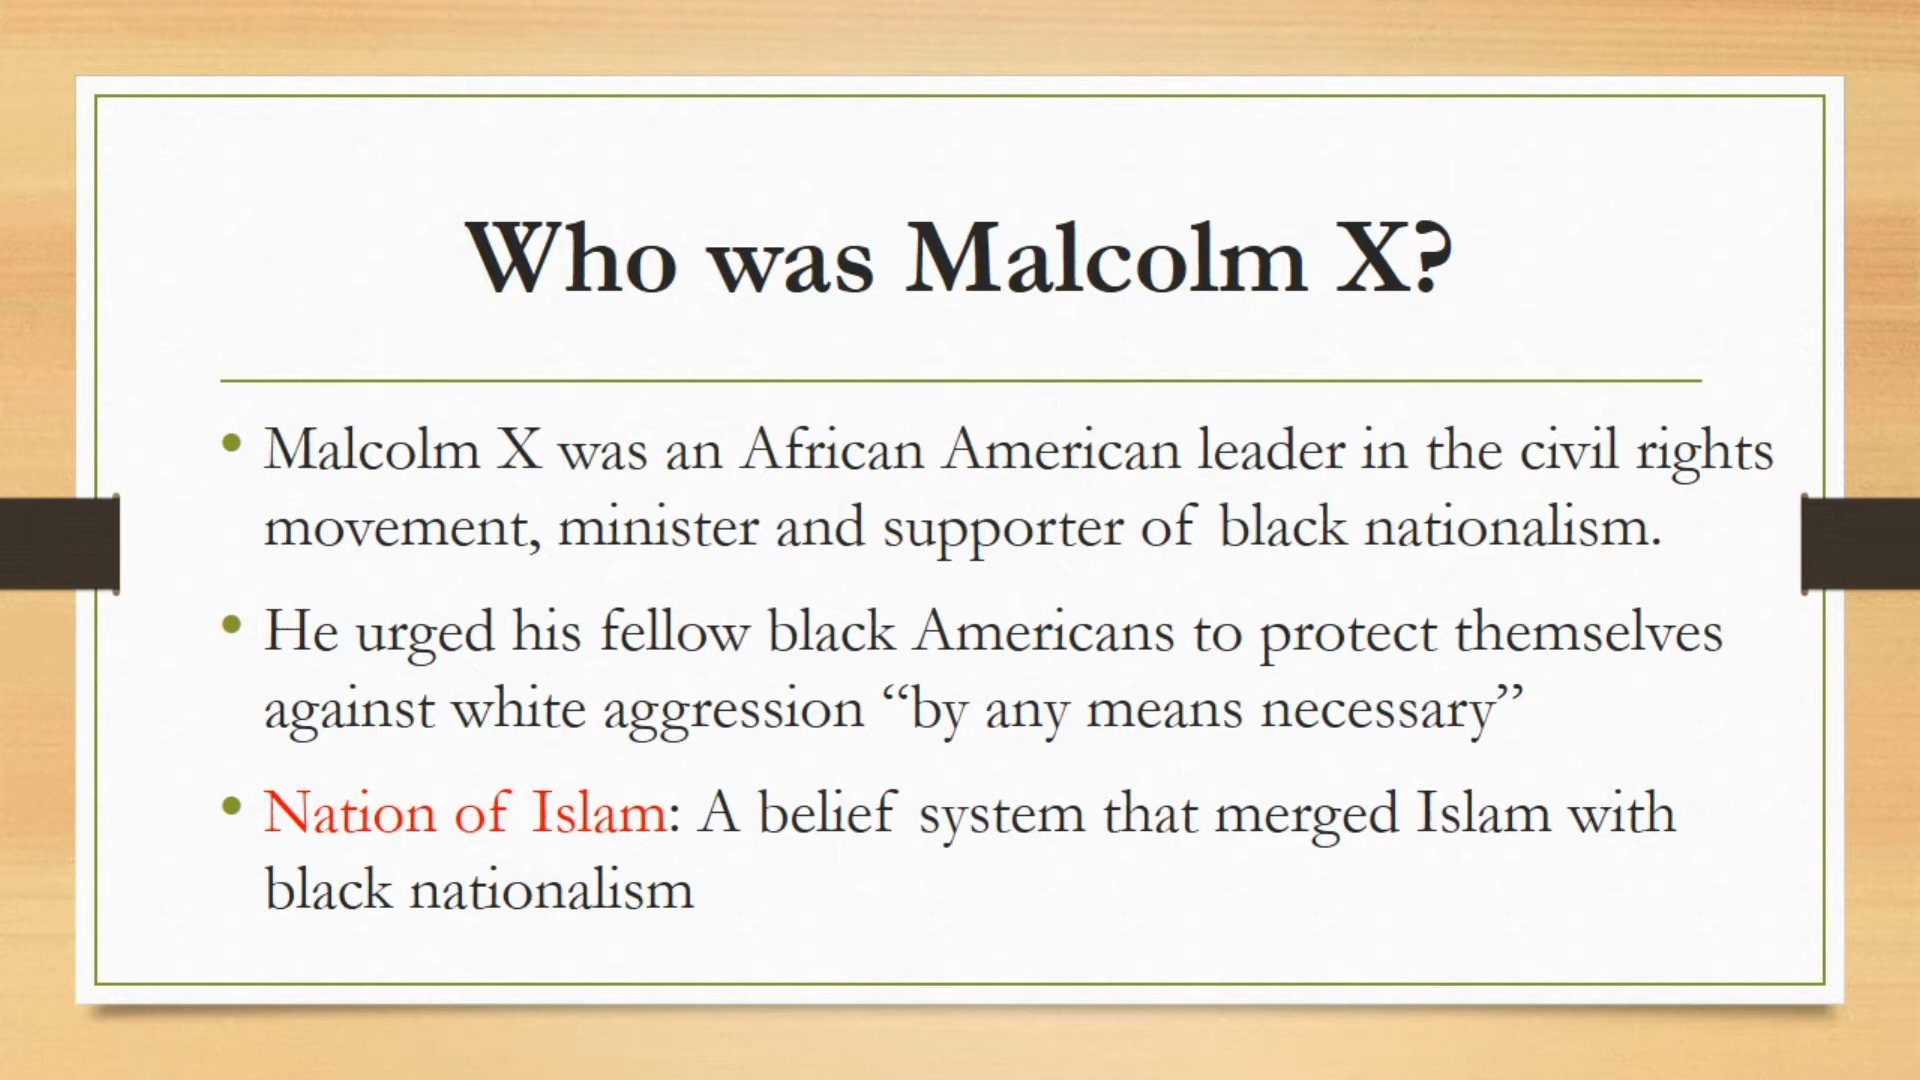 Who was Malcolm X?
• Malcolm X was an African American leader in the civil rights
movement, minister and supporter of black nationalism.
• He urged his fellow black Americans to protect themselves
against white aggression “by any means necessary”
• Nation of Islam: A belief system that merged Islam with
black nationalism